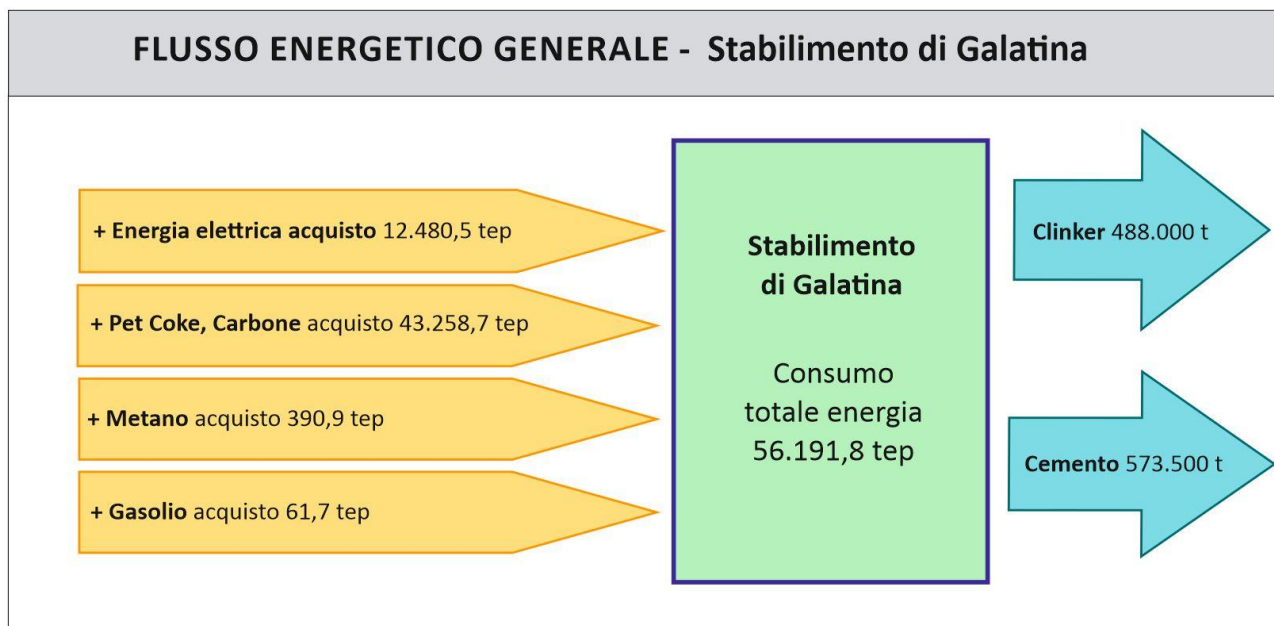 FLUSSO ENERGETICO GENERALE - Stabilimento di Galatina
+ Energia elettrica acquisto 12.480,5 tep
+ Pet Coke, Carbone acquisto 43.258,7 tep
+ Metano acquisto 390,9 tep
+ Gasolio acquisto 61,7 tep
Stabilimento
di Galatina
Consumo
totale energia
56.191,8 tep
Clinker 488.000 t
Cemento 573.500 t